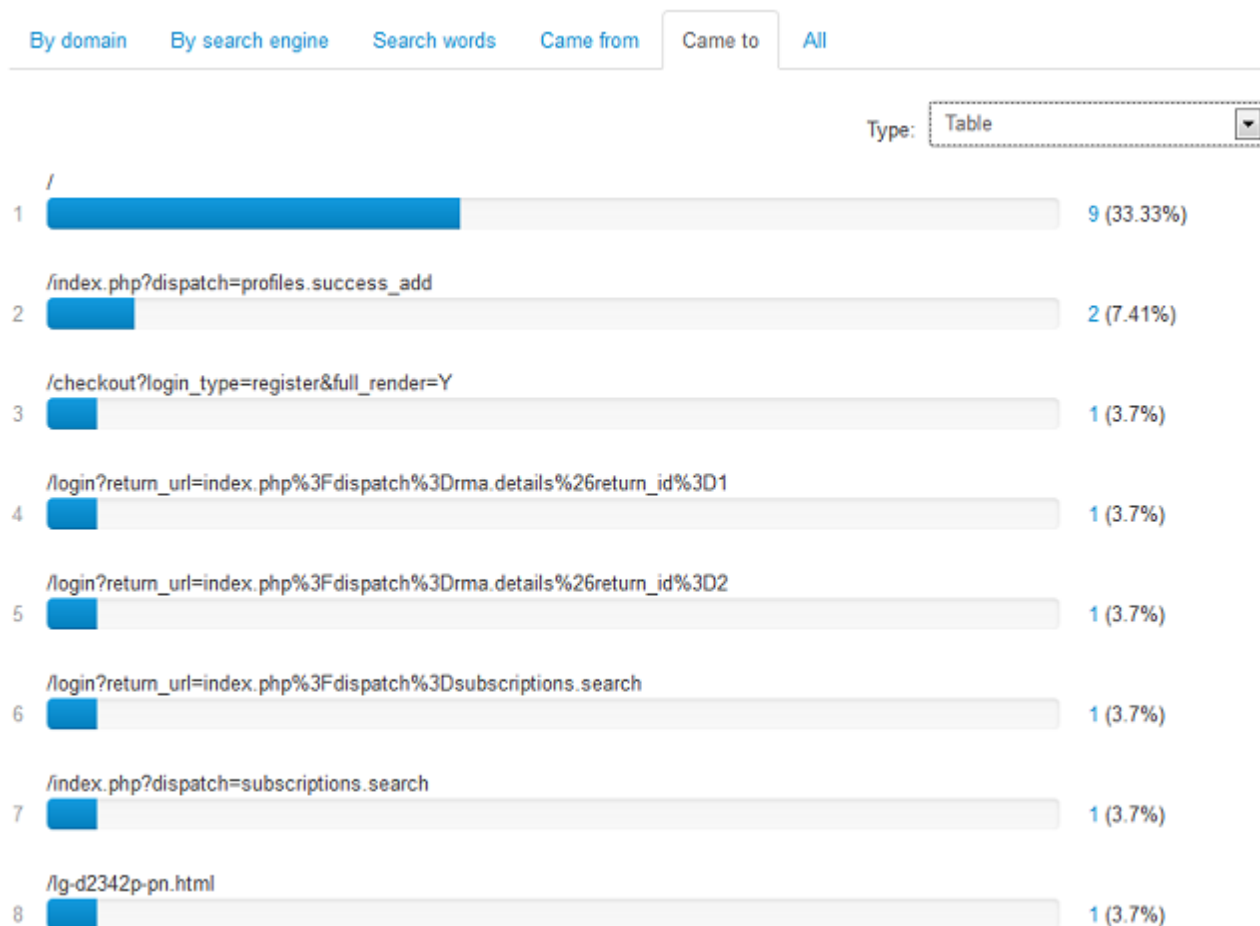 By domain By search engine Search words Came from Came to All
Type: Table
/
1 9 (33.33%)
/index.php?dispatch=profiles.success_add
2 2 (7.41%)
/checkout?login_type=register&full_render=Y
3 1 (3.7%)
/login?return_url=index.php%3Fdispatch%3Drma.details%26return_id%3D1
4 1 (3.7%)
/login?return_url=index.php%3Fdispatch%3Drma.details%26return_id%3D2
5 1 (3.7%)
/login?return_url=index.php%3Fdispatch%3Dsubscriptions.search
6 1 (3.7%)
/index.php?dispatch=subscriptions.search
7 1 (3.7%)
/lg-d2342p-pn.html
8 1 (3.7%)